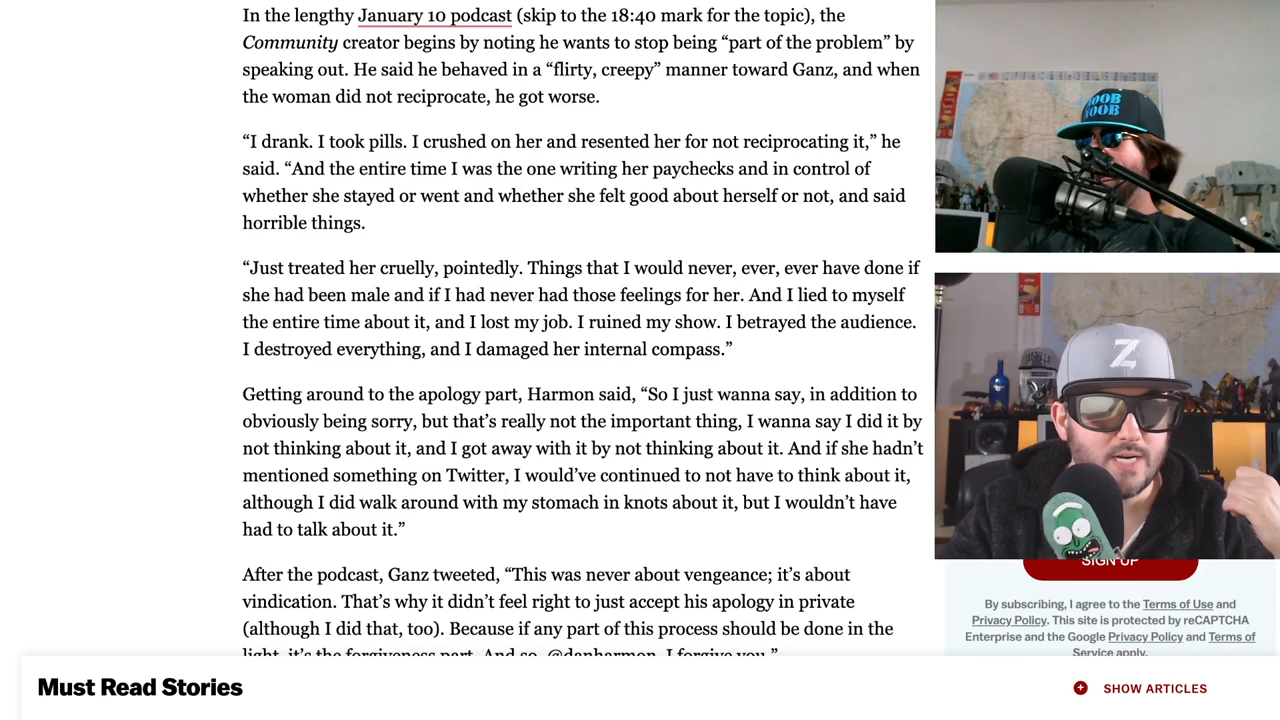 In the lengthy January 10 podcast (skip to the 18:40 mark for the topic), the
Community creator begins by noting he wants to stop being “part of the problem” by
speaking out. He said he behaved in a “flirty, creepy” manner toward Ganz, and when
the woman did not reciprocate, he got worse.
“I drank. I took pills. I crushed on her and resented her for not reciprocating it,” he
said. “And the entire time I was the one writing her paychecks and in control of
whether she stayed or went and whether she felt good about herself or not, and said
horrible things.
“Just treated her cruelly, pointedly. Things that I would never, ever, ever have done if
she had been male and if I had never had those feelings for her. And I lied to myself
the entire time about it, and I lost my job. I ruined my show. I betrayed the audience.
I destroyed everything, and I damaged her internal compass.”
Getting around to the apology part, Harmon said, “So I just wanna say, in addition to
obviously being sorry, but that’s really not the important thing, I wanna say I did it by
not thinking about it, and I got away with it by not thinking about it. And if she hadn’t
mentioned something on Twitter, I would’ve continued to not have to think about it,
although I did walk around with my stomach in knots about it, but I wouldn’t have
had to talk about it.”
After the podcast, Ganz tweeted, “This was never about vengeance; it’s about
vindication. That’s why it didn’t feel right to just accept his apology in private
(although I did that, too). Because if any part of this process should be done in the
light, it’s the forgiveness part. And so, @danharmon, I forgive you.”
NOOB
NOOB
Z
SIGN UP
By subscribing, I agree to the Terms of Use and
Privacy Policy. This site is protected by reCAPTCHA
Enterprise and the Google Privacy Policy and Terms of
Service apply.
Must Read Stories
SHOW ARTICLES